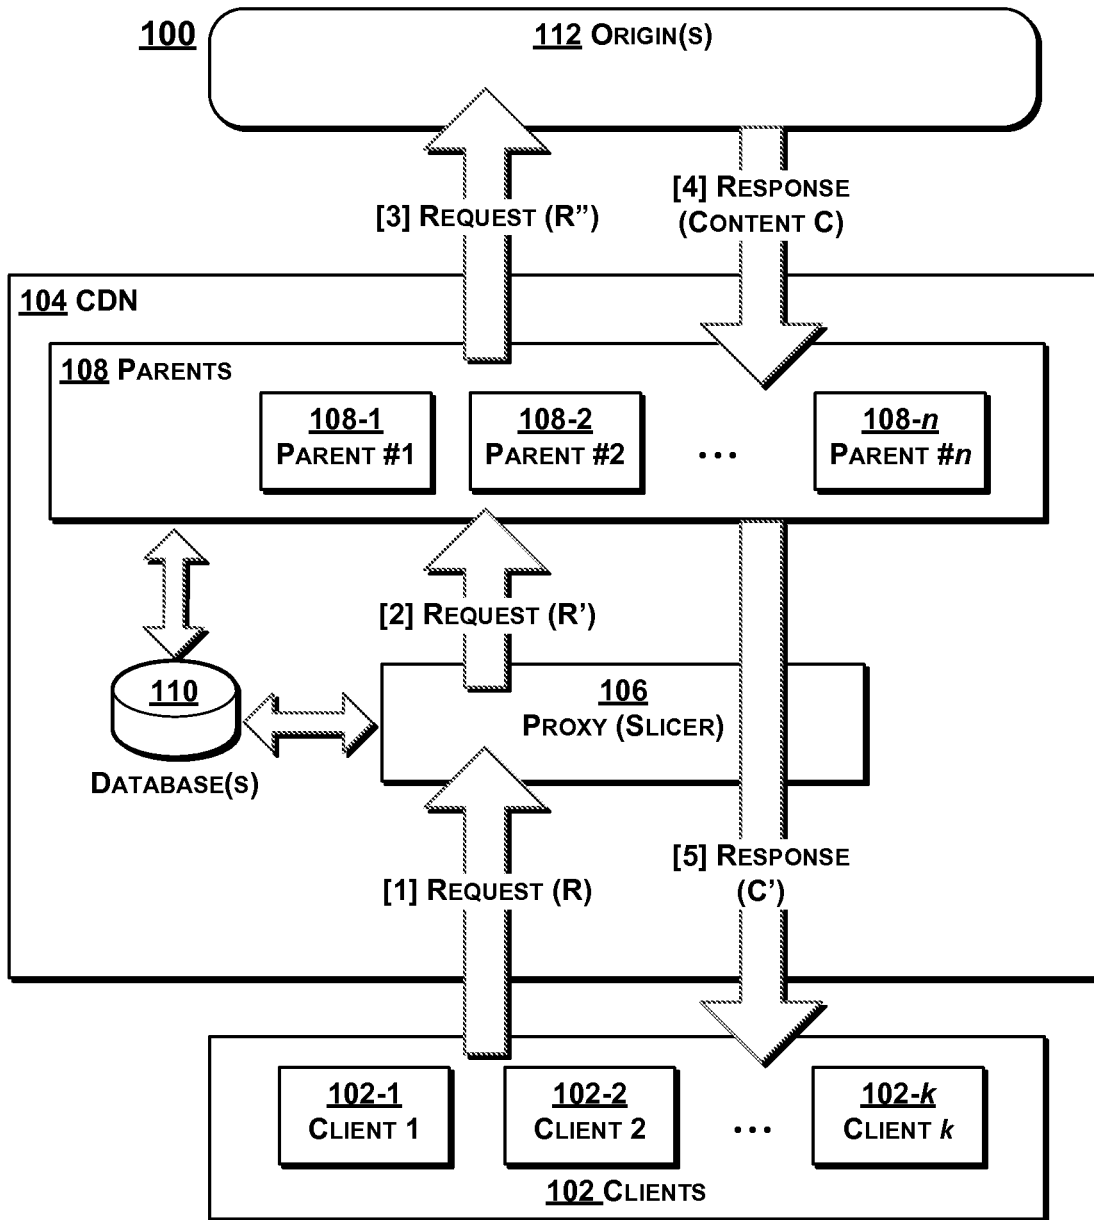 100
112 ORIGIN(S)
[3] REQUEST (R”)
[4] RESPONSE
(CONTENT C)
104 CDN
108 PARENTS
108-1
PARENT #1
108-2
PARENT #2
...
108-n
PARENT #n
[2] REQUEST (R’)
110
DATABASE(S)
106
PROXY (SLICER)
[1] REQUEST (R)
[5] RESPONSE
(C’)
102-1
CLIENT 1
102-2
CLIENT 2
...
102-k
CLIENT k
102 CLIENTS